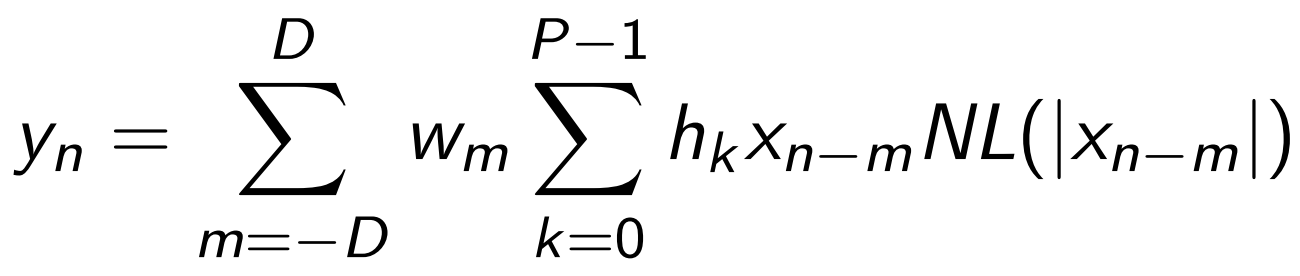 y_n = \sum_{m=-D}^{D} w_m \sum_{k=0}^{P-1} h_k x_{n-m} NL(|x_{n-m}|)